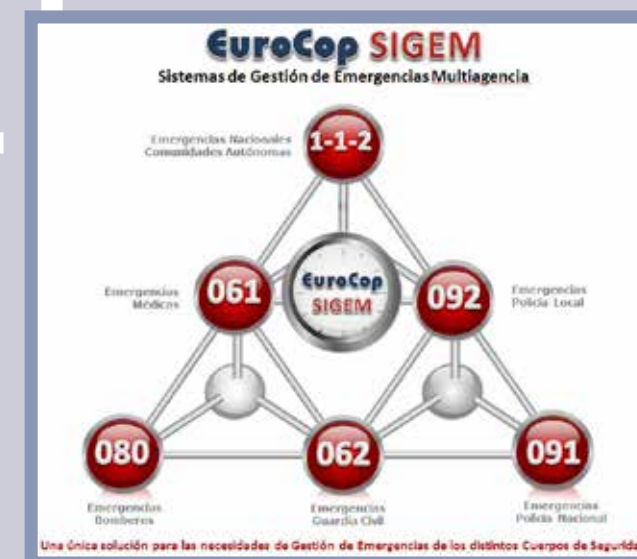 EuroCop SIGEM
Sistemas de Gestión de Emergencias Multiagencia
Emergencias Nacionales
Comunidades Autónomas
1-1-2
Emergencias
Médicos
061
EuroCop
SIGEM
092
Emergencias
Policía Local
080
062
091
Emergencias
Bomberos
Emergencias
Guardia Civil
Emergencias
Policía Nacional
Una única solución para las necesidades de Gestión de Emergencias de los distintos Cuerpos de Segurida